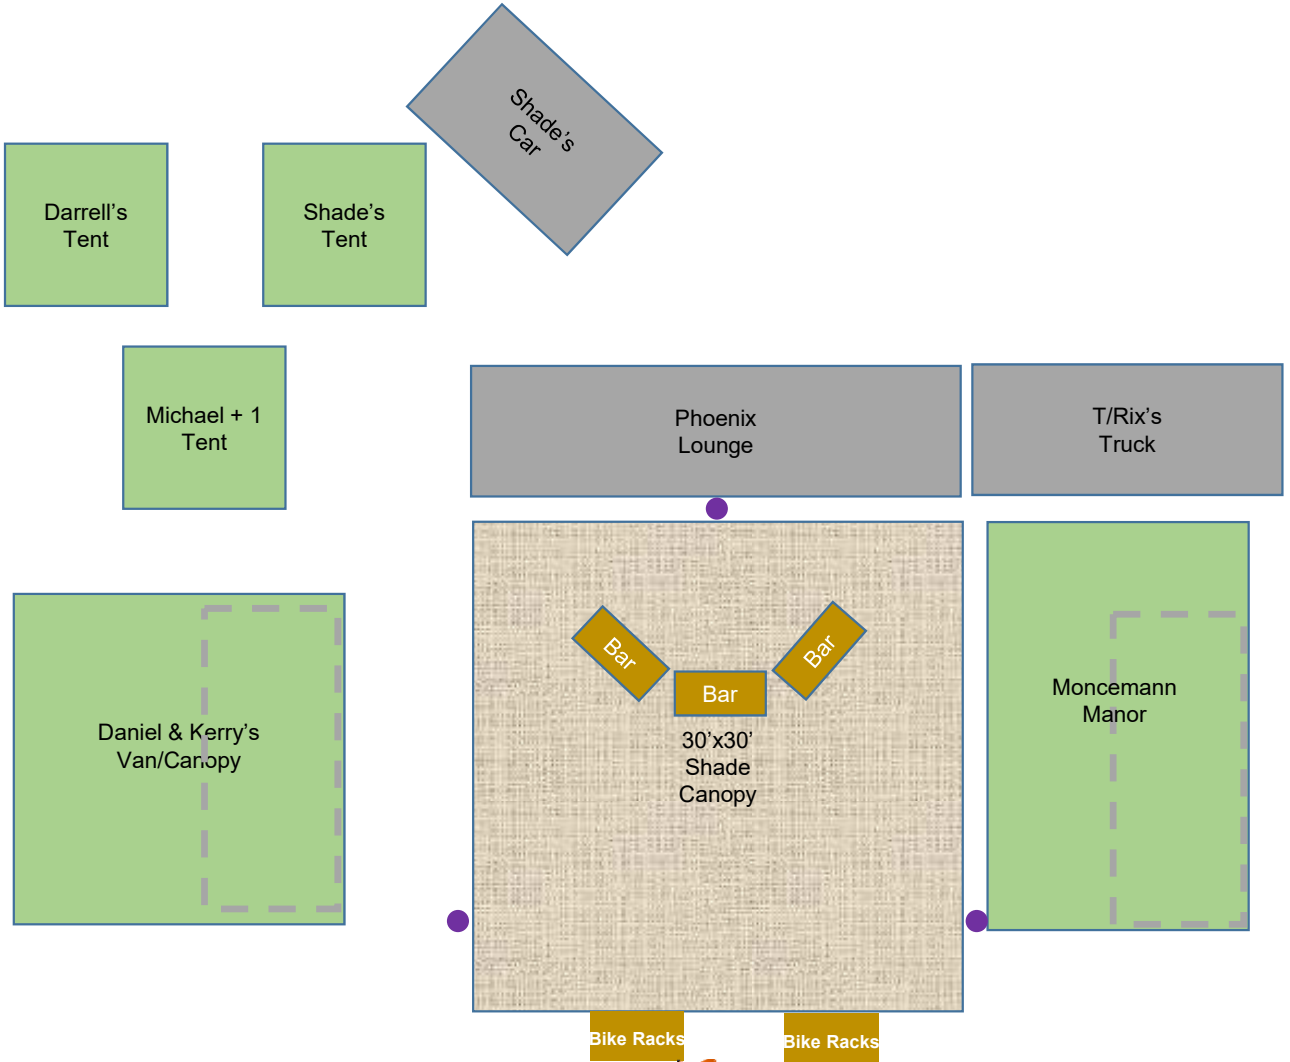 Shade's
Car
Darrell's
Tent
Shade's
Tent
Michael + 1
Tent
Phoenix
Lounge
T/Rix's
Truck
Bar
Bar
Bar
30'x30'
Shade
Canopy
Daniel & Kerry's
Van/Canopy
Moncemann
Manor
Bike Racks
Bike Racks